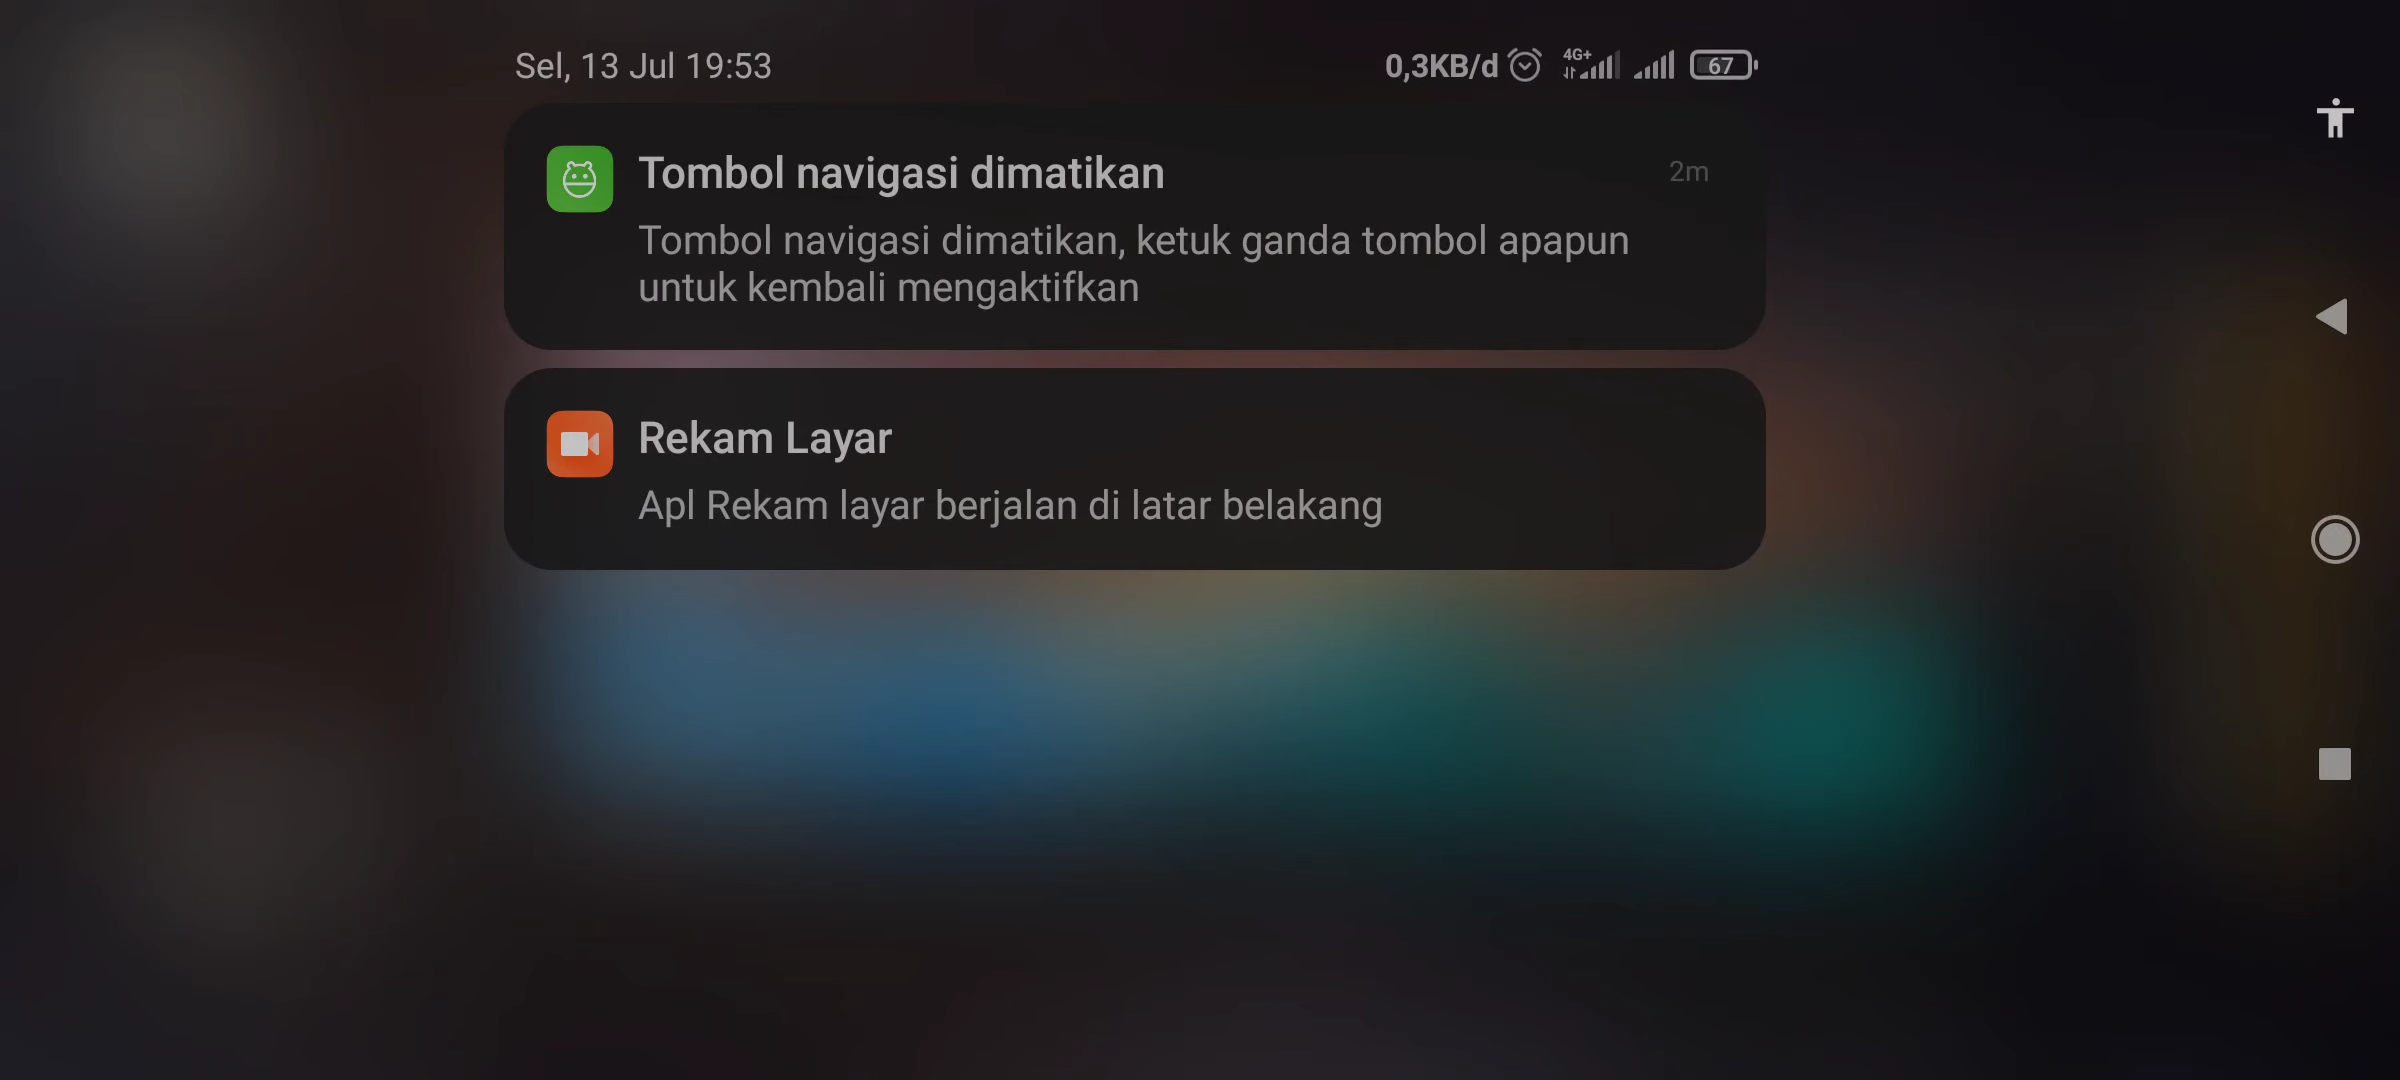 Sel, 13 Jul 19:53
0,3KB/d 4G+ 67
Tombol navigasi dimatikan 2m
Tombol navigasi dimatikan, ketuk ganda tombol apapun
untuk kembali mengaktifkan
Rekam Layar
Apl Rekam layar berjalan di latar belakang